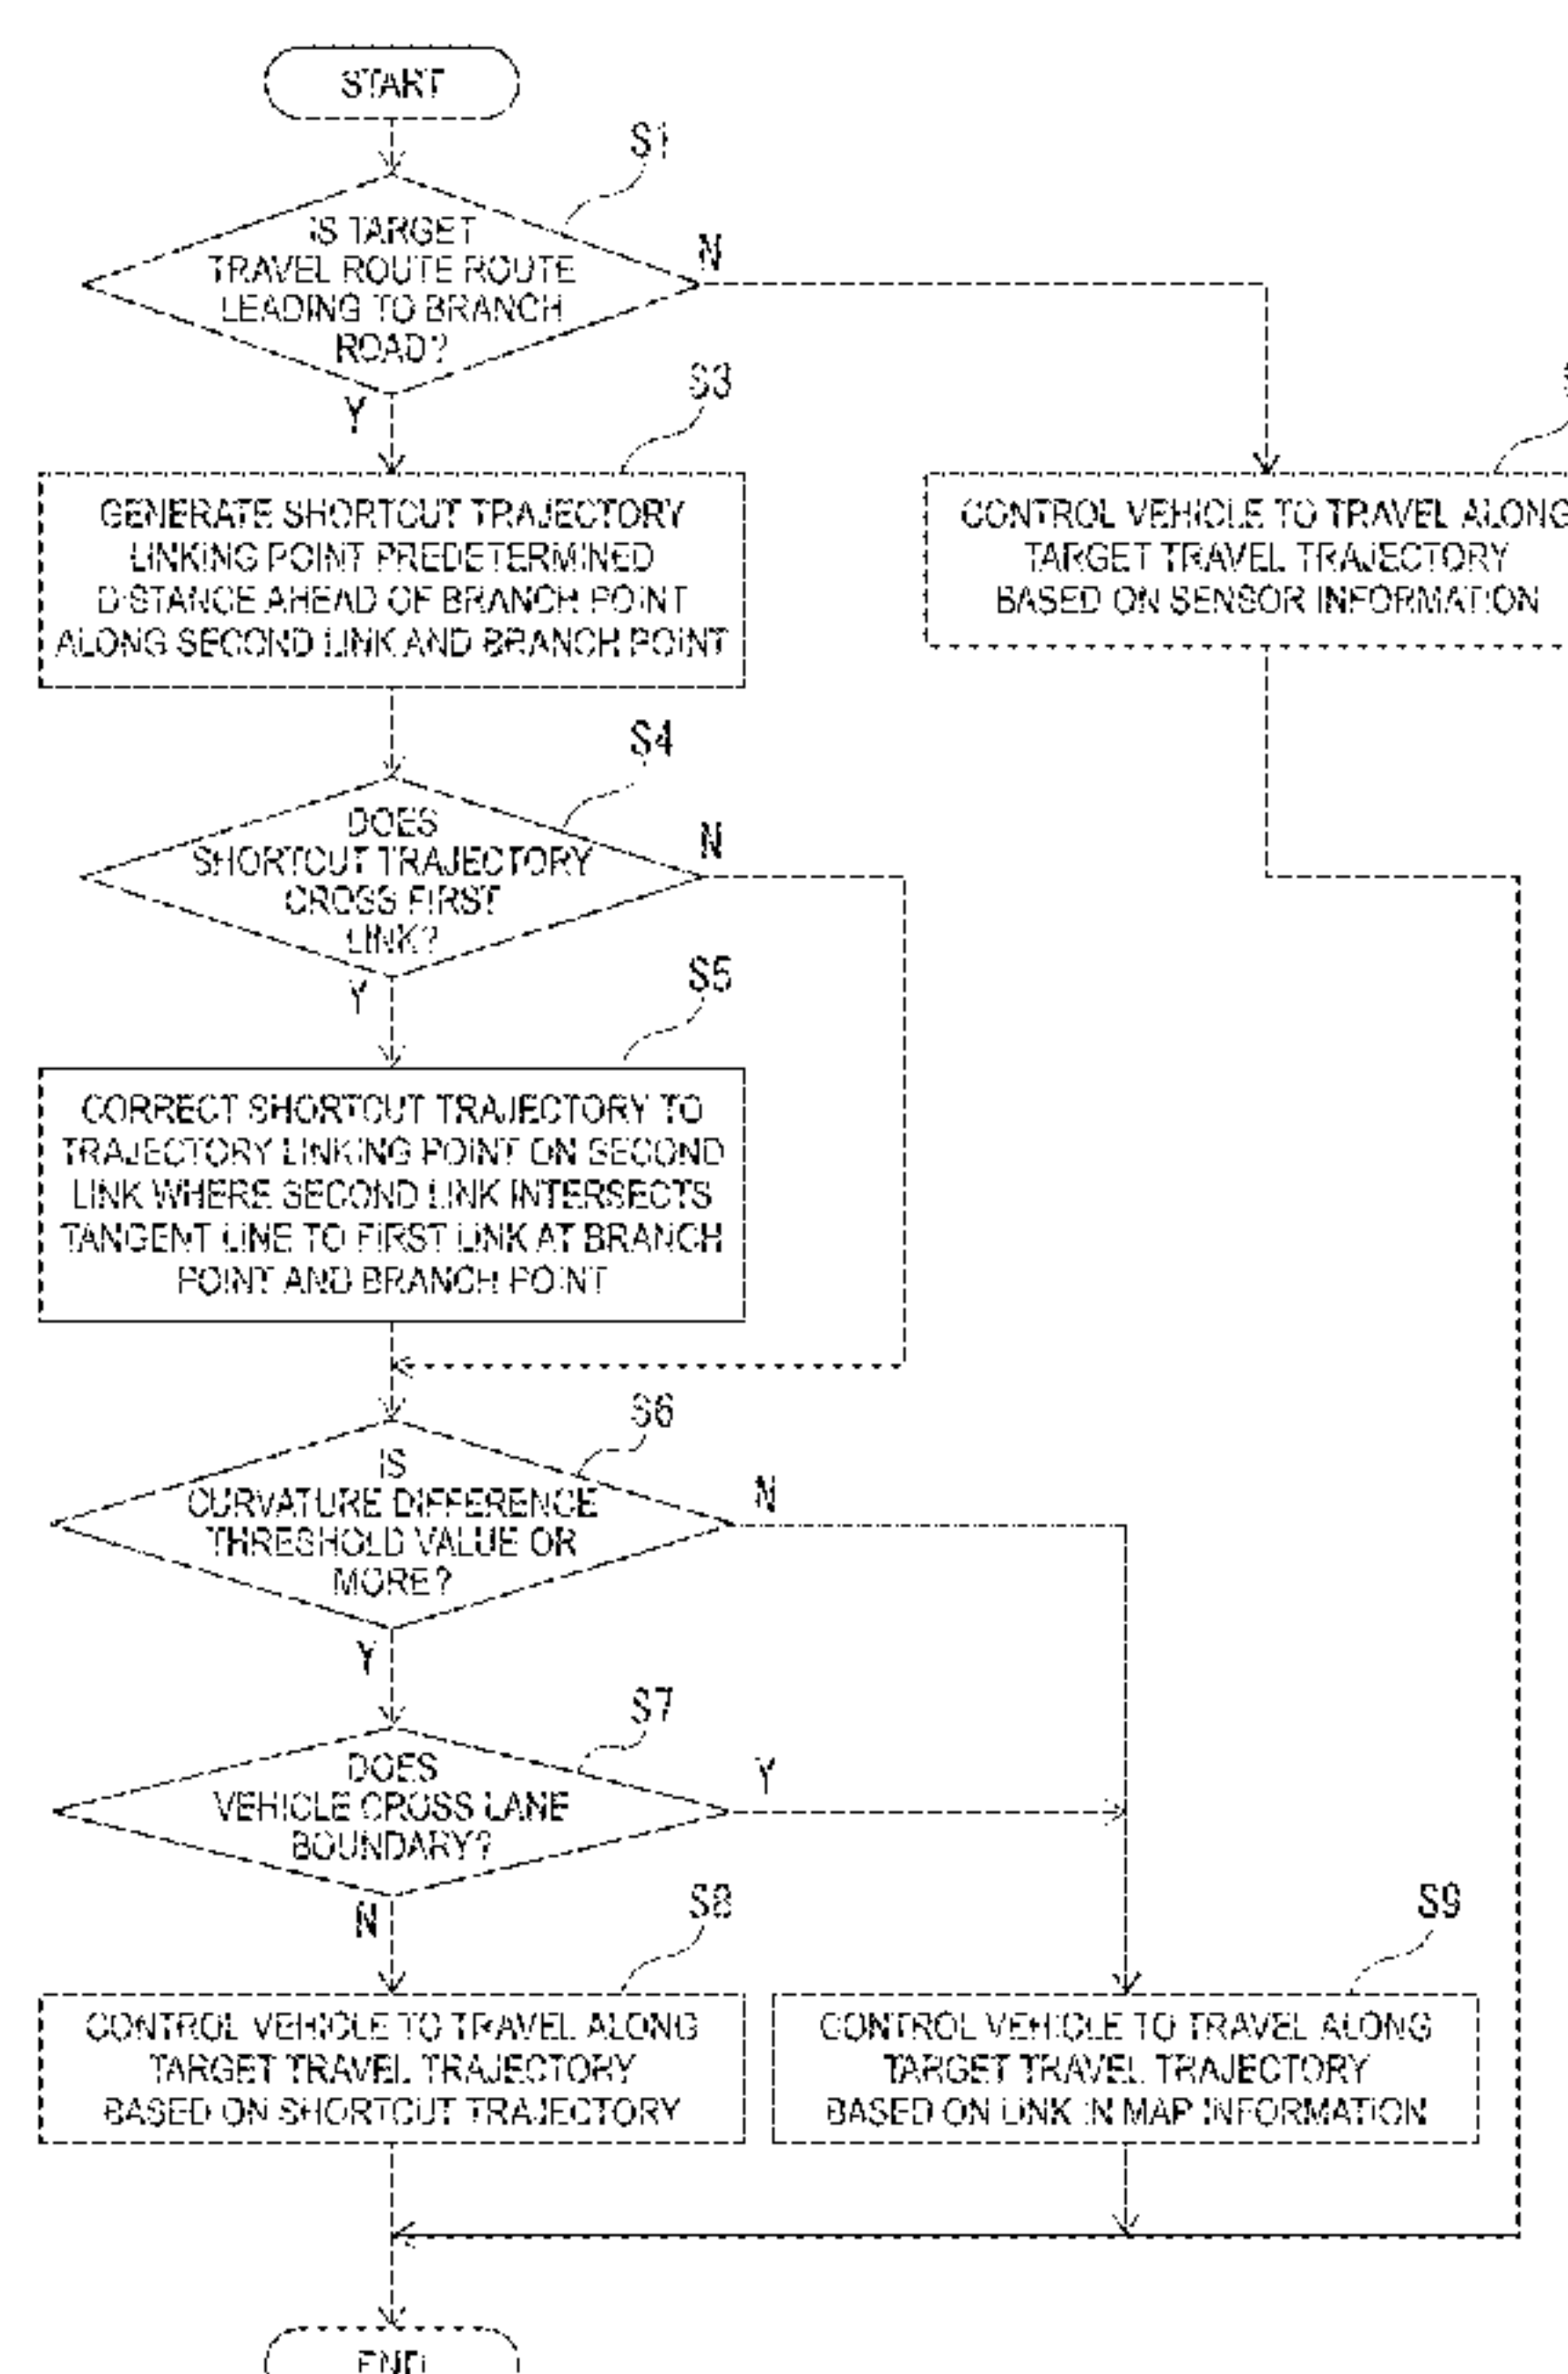 START
S1
IS TARGET
TRAVEL ROUTE ROUTE
LEADING TO BRANCH
ROAD?
N
Y
S3
GENERATE SHORTCUT TRAJECTORY
LINKING POINT PREDETERMINED
DISTANCE AHEAD OF BRANCH POINT
ALONG SECOND LINK AND BRANCH POINT
CONTROL VEHICLE TO TRAVEL ALONG
TARGET TRAVEL TRAJECTORY
BASED ON SENSOR INFORMATION
S4
DOES
SHORTCUT TRAJECTORY
CROSS FIRST
LINK?
N
Y
S5
CORRECT SHORTCUT TRAJECTORY TO
TRAJECTORY LINKING POINT ON SECOND
LINK WHERE SECOND LINK INTERSECTS
TANGENT LINE TO FIRST LINK AT BRANCH
POINT AND BRANCH POINT
S6
IS
CURVATURE DIFFERENCE
THRESHOLD VALUE OR
MORE?
N
Y
S7
DOES
VEHICLE CROSS LANE
BOUNDARY?
Y
N
S8
CONTROL VEHICLE TO TRAVEL ALONG
TARGET TRAVEL TRAJECTORY
BASED ON SHORTCUT TRAJECTORY
S9
CONTROL VEHICLE TO TRAVEL ALONG
TARGET TRAVEL TRAJECTORY
BASED ON LINK IN MAP INFORMATION
END